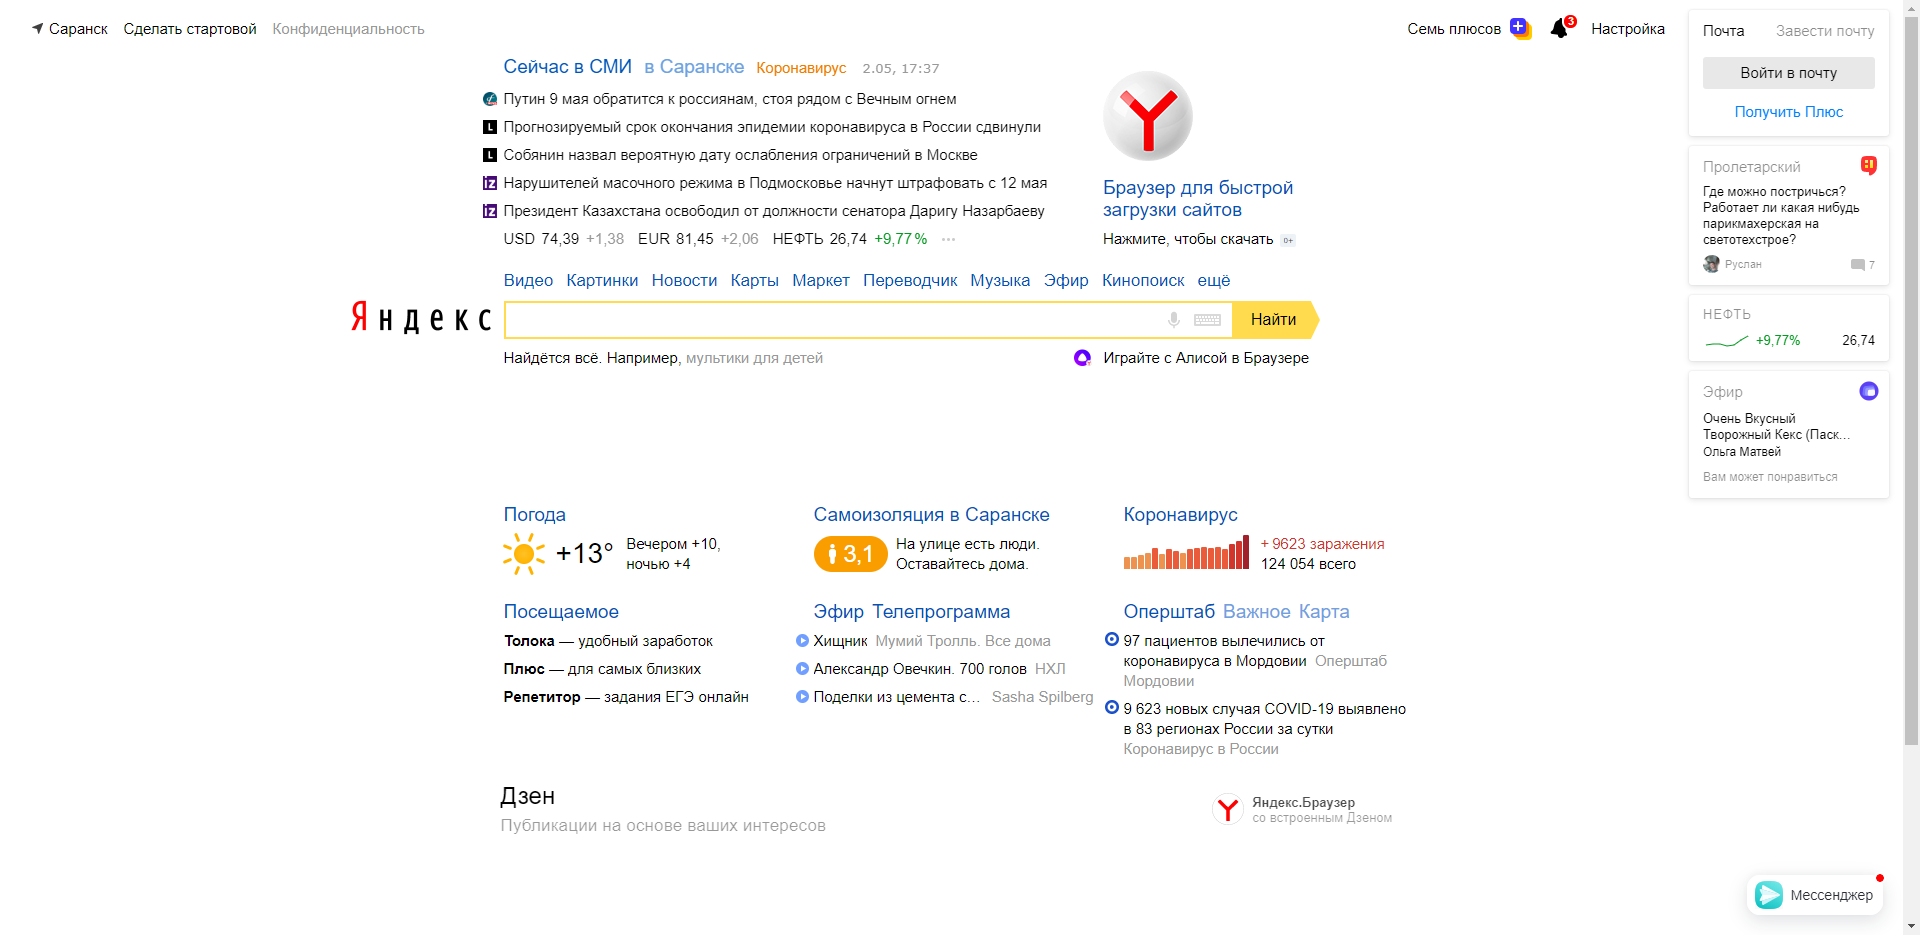 Саранск Сделать стартовой Конфиденциальность
Семь плюсов 3 Настройка
Сейчас в СМИ в Саранске Коронавирус 2.05, 17:37
Путин 9 мая обратится к россиянам, стоя рядом с Вечным огнем
Прогнозируемый срок окончания эпидемии коронавируса в России сдвинули
Собянин назвал вероятную дату ослабления ограничений в Москве
Нарушителей масочного режима в Подмосковье начнут штрафовать с 12 мая
Президент Казахстана освободил от должности сенатора Даригу Назарбаеву
USD 74,39 +1,38 EUR 81,45 +2,06 НЕФТЬ 26,74 +9,77% ···
Браузер для быстрой
загрузки сайтов
Нажмите, чтобы скачать 0+
Видео Картинки Новости Карты Маркет Переводчик Музыка Эфир Кинопоиск ещё
Яндекс
Найти
Найдётся всё. Например, мультики для детей
Играйте с Алисой в Браузере
Почта Завести почту
Войти в почту
Получить Плюс
Пролетарский
Где можно постричься?
Работает ли какая нибудь
парикмахерская на
светотехстрое?
Руслан 7
НЕФТЬ
+9,77% 26,74
Эфир
Очень Вкусный
Творожный Кекс (Паск...
Ольга Матвей
Вам может понравиться
Погода
+13°
Вечером +10,
ночью +4
Самоизоляция в Саранске
3,1
На улице есть люди.
Оставайтесь дома.
Коронавирус
+ 9623 заражения
124 054 всего
Посещаемое
Толока — удобный заработок
Плюс — для самых близких
Репетитор — задания ЕГЭ онлайн
Эфир Телепрограмма
Хищник Мумий Тролль. Все дома
Александр Овечкин. 700 голов НХЛ
Поделки из цемента с... Sasha Spilberg
Оперштаб Важное Карта
97 пациентов вылечились от
коронавируса в Мордовии Оперштаб
Мордовии
9 623 новых случая COVID-19 выявлено
в 83 регионах России за сутки
Коронавирус в России
Дзен
Публикации на основе ваших интересов
Яндекс.Браузер
со встроенным Дзеном
Мессенджер